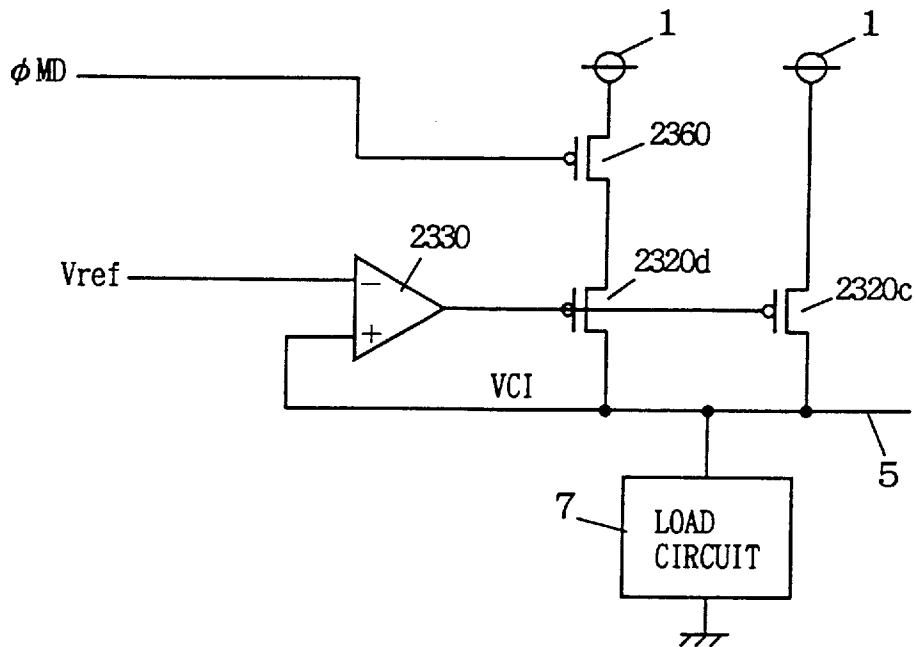 1
1
φMD
2360
2330
2320d
Vref
2320c
−
+
VCI
5
7
LOAD
CIRCUIT